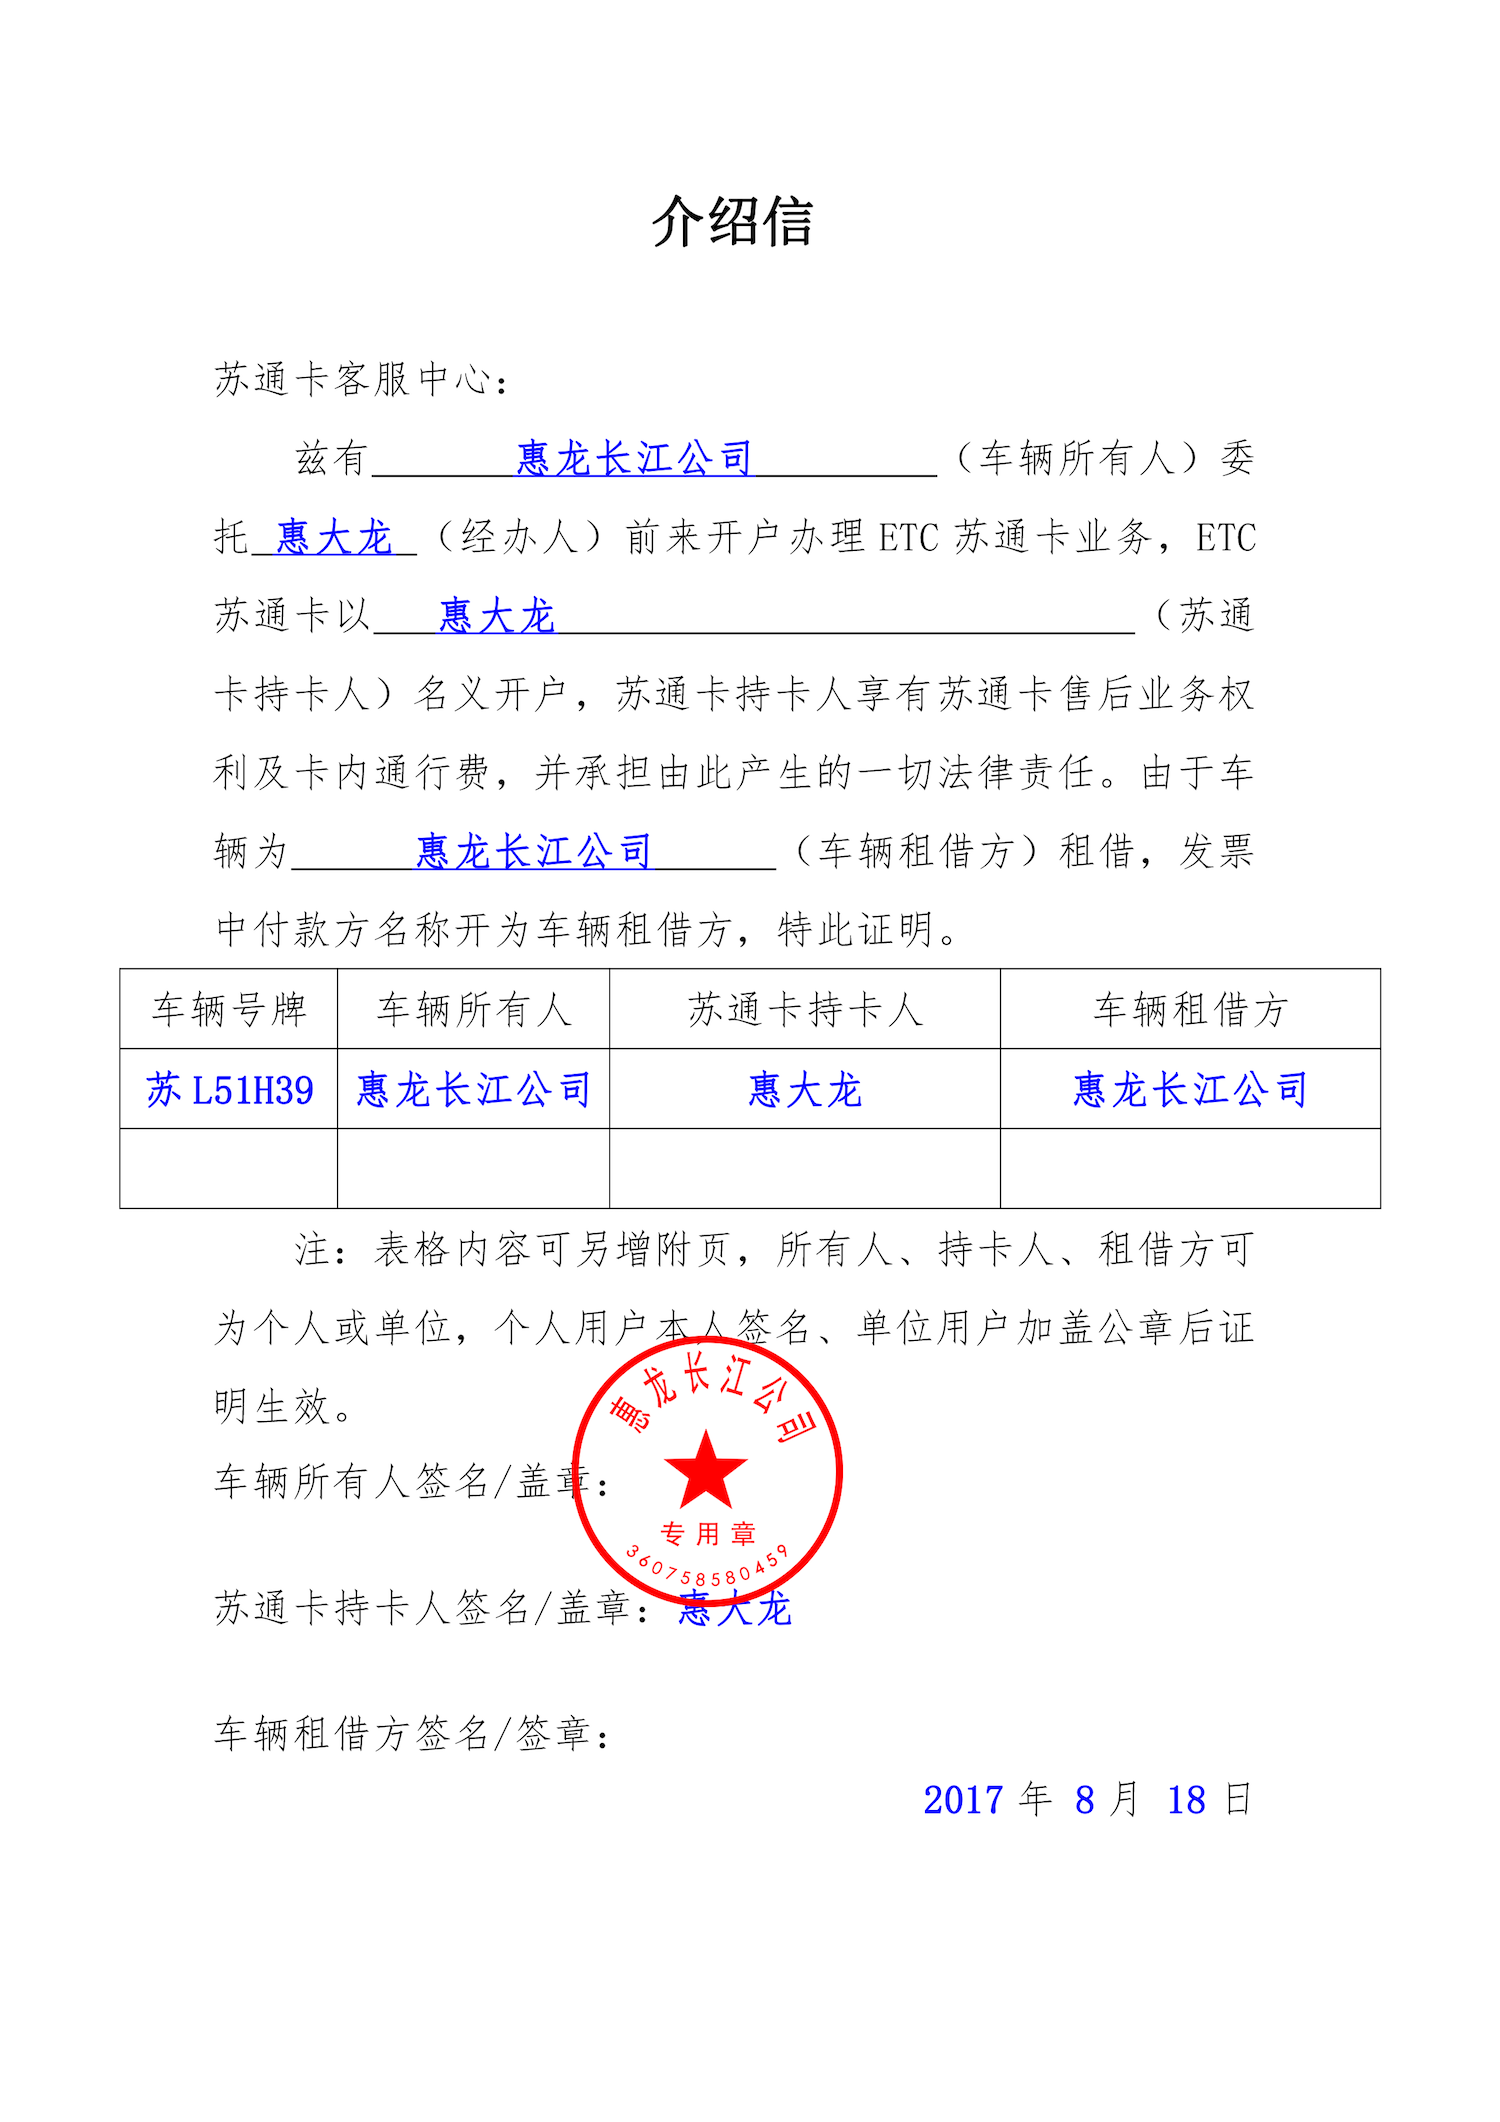 介绍信
苏通卡客服中心：
兹有 惠龙长江公司 （车辆所有人）委
托 惠大龙 （经办人）前来开户办理 ETC 苏通卡业务，ETC
苏通卡以 惠大龙 （苏通
卡持卡人）名义开户，苏通卡持卡人享有苏通卡售后业务权
利及卡内通行费，并承担由此产生的一切法律责任。由于车
辆为 惠龙长江公司 （车辆租借方）租借，发票
中付款方名称开为车辆租借方，特此证明。
车辆号牌 车辆所有人 苏通卡持卡人 车辆租借方
苏 L51H39 惠龙长江公司 惠大龙 惠龙长江公司
注：表格内容可另增附页，所有人、持卡人、租借方可
为个人或单位，个人用户本人签名、单位用户加盖公章后证
明生效。
车辆所有人签名/盖章：
惠龙长江公司
专用章
360758580459
苏通卡持卡人签名/盖章：惠大龙
车辆租借方签名/签章：
2017 年 8 月 18 日